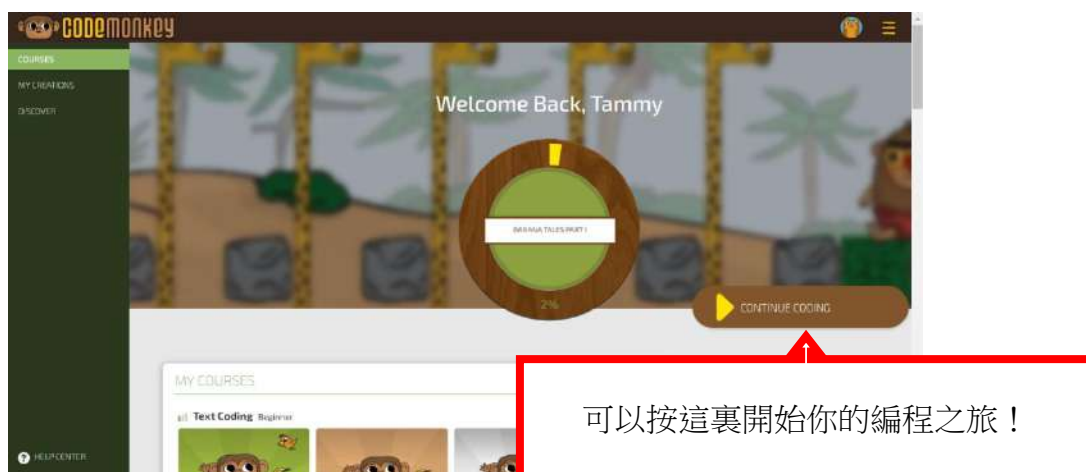 CODEMONKEY
COURSES
MY CREATIONS
DISCOVER
Welcome Back, Tammy
BANANA TALES PART I
2%
CONTINUE CODING
MY COURSES
Text Coding Beginner
可以按這裏開始你的編程之旅！
? HELP CENTER